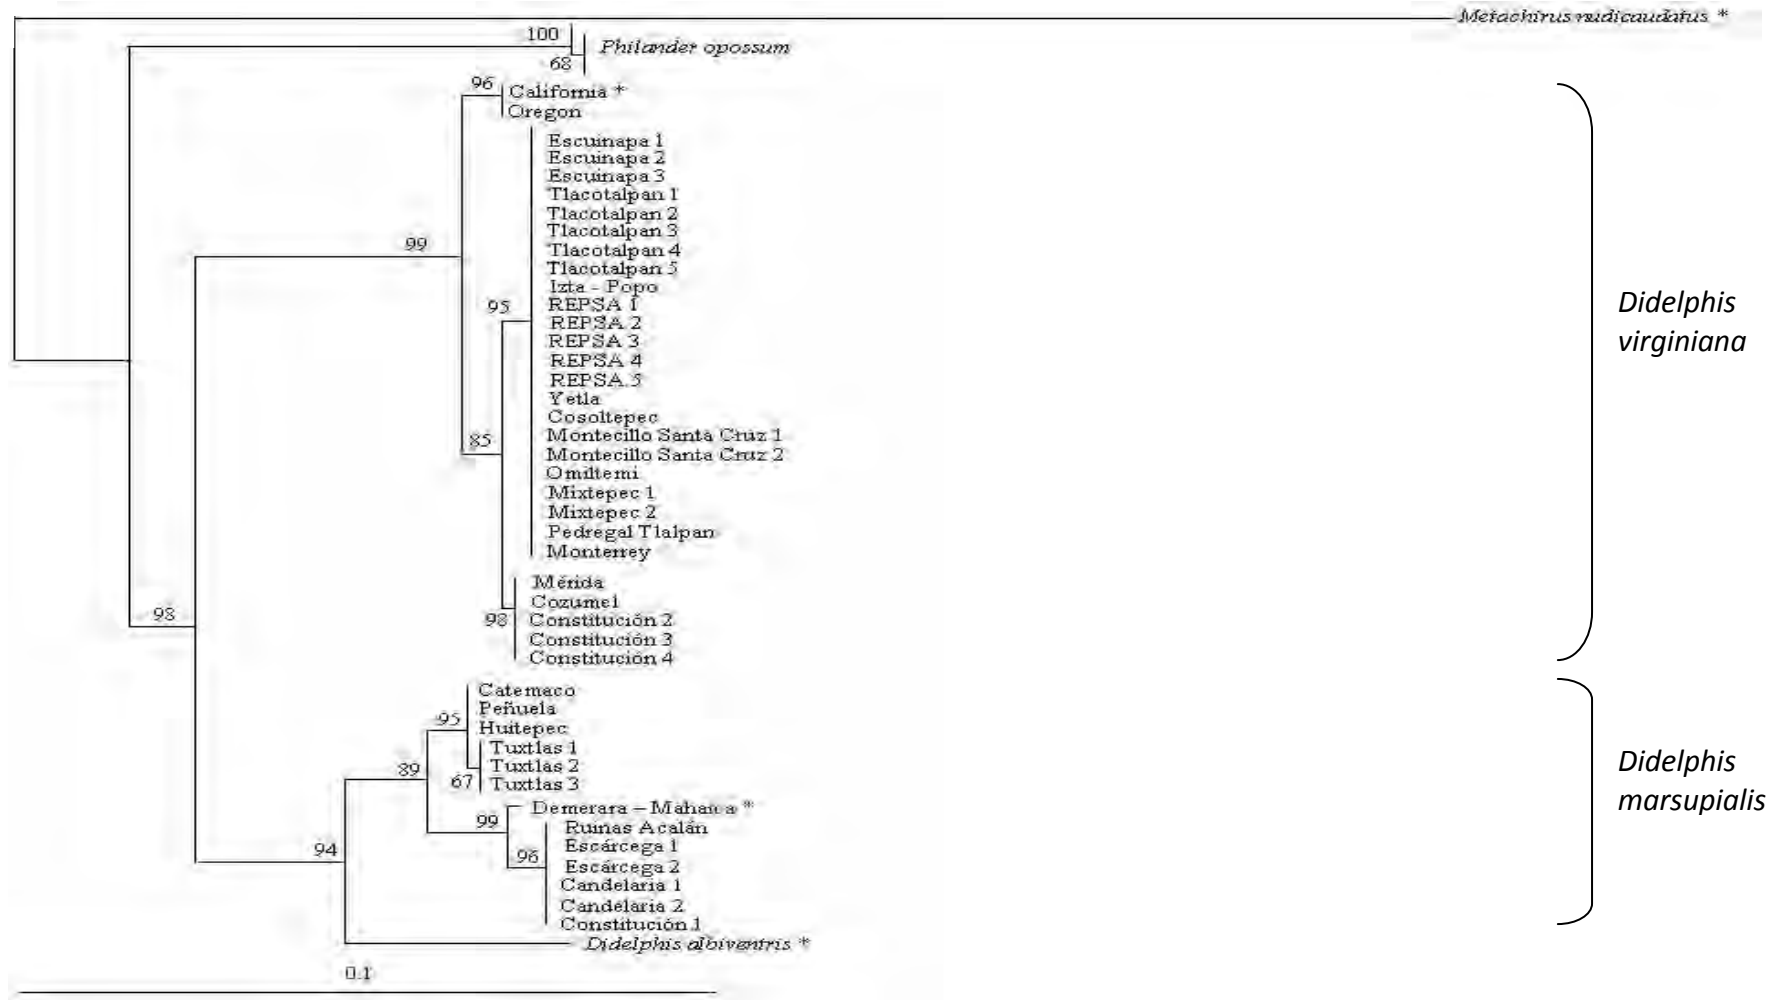 Metachirus nudicaudatus *
100
Philander opossum
68
96
California *
Oregon
Escuinapa 1
Escuinapa 2
Escuinapa 3
Tlacotalpan 1
Tlacotalpan 2
Tlacotalpan 3
99
Tlacotalpan 4
Tlacotalpan 5
Izta - Popo
95
REPSA 1
REPSA 2
REPSA 3
REPSA 4
REPSA 5
Yetla
Cosoltepec
85
Montecillo Santa Cruz 1
Montecillo Santa Cruz 2
Omiltemi
Mixtepec 1
Mixtepec 2
Pedregal Tlalpan
Monterrey
Didelphis
virginiana
Mérida
Cozumel
98
98
Constitución 2
Constitución 3
Constitución 4
Catemaco
95
Peñuela
Huitepec
Tuxtlas 1
89
Tuxtlas 2
67
Tuxtlas 3
Demerara – Mahaica *
99
Ruinas Acalán
94
Escárcega 1
96
Escárcega 2
Candelaria 1
Candelaria 2
Constitución 1
Didelphis
marsupialis
Didelphis albiventris *
0.1